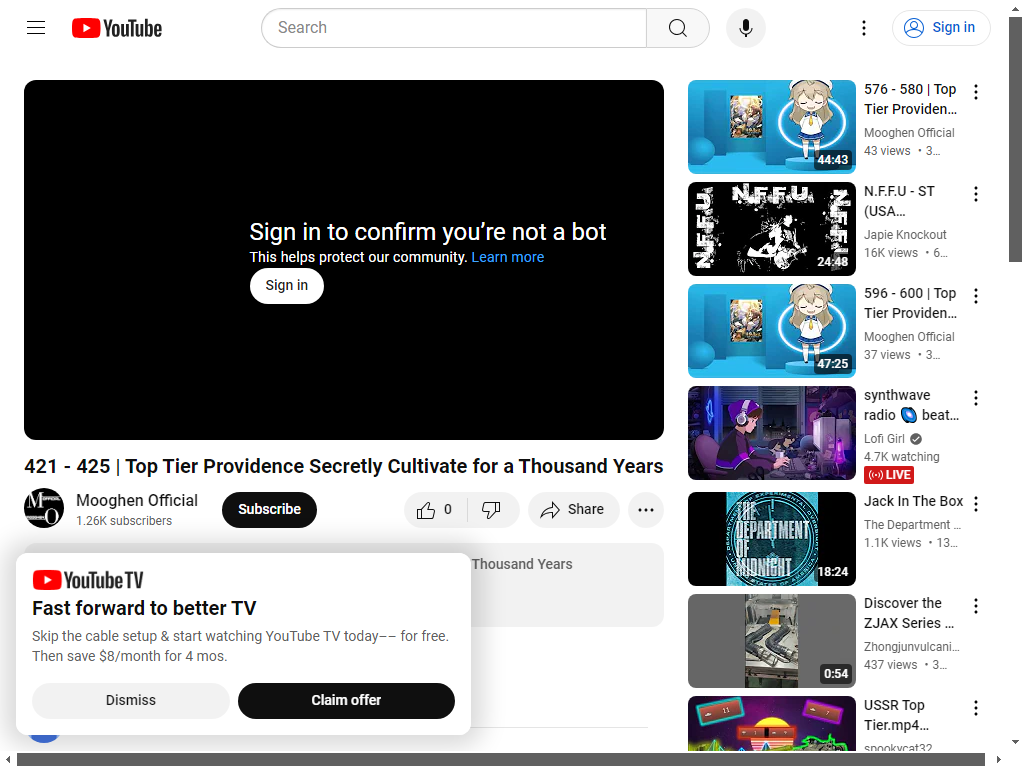 YouTube
Search
Sign in
Sign in to confirm you’re not a bot
This helps protect our community. Learn more
Sign in
421 - 425 | Top Tier Providence Secretly Cultivate for a Thousand Years
Mooghen Official
1.26K subscribers
Subscribe
0
Share
Thousand Years
YouTube TV
Fast forward to better TV
Skip the cable setup & start watching YouTube TV today–– for free.
Then save $8/month for 4 mos.
Dismiss
Claim offer
44:43
576 - 580 | Top
Tier Providen...
Mooghen Official
43 views • 3...
N.F.F.U
N.F.F.U
N.F.F.U
24:48
N.F.F.U - ST
(USA...
Japie Knockout
16K views • 6...
47:25
596 - 600 | Top
Tier Providen...
Mooghen Official
37 views • 3...
synthwave
radio 🌌 beat...
Lofi Girl
4.7K watching
LIVE
THE
DEPARTMENT
OF
MIDNIGHT
18:24
Jack In The Box
The Department ...
1.1K views • 13...
0:54
Discover the
ZJAX Series ...
Zhongjunvulcani...
437 views • 3...
USSR Top
Tier.mp4...
spookycat32